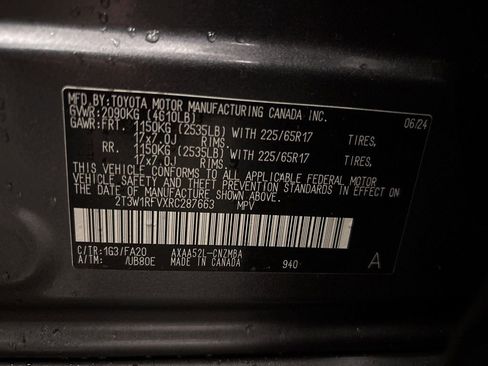 MFD.BY:TOYOTA MOTOR MANUFACTURING CANADA INC.
GVWR:2090KG (4610LB) 06/24
GAWR:FRT. 1150KG (2535LB) WITH 225/65R17 TIRES,
17x7.0J RIMS,
RR. 1150KG (2535LB) WITH 225/65R17 TIRES,
17x7.0J RIMS,
THIS VEHICLE CONFORMS TO ALL APPLICABLE FEDERAL MOTOR
VEHICLE SAFETY AND THEFT PREVENTION STANDARDS IN EFFECT ON
THE DATE OF MANUFACTURE SHOWN ABOVE.
2T3W1RFVXRC287663 MPV
C/TR:1G3/FA20 AXAA52L-CNZMBA
A/TM: /UB80E MADE IN CANADA 940 A